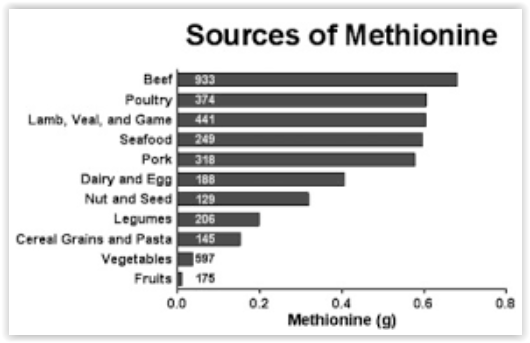 Sources of Methionine
Beef 933
Poultry 374
Lamb, Veal, and Game 441
Seafood 249
Pork 318
Dairy and Egg 188
Nut and Seed 129
Legumes 206
Cereal Grains and Pasta 145
Vegetables 597
Fruits 175
0.0 0.2 0.4 0.6 0.8
Methionine (g)